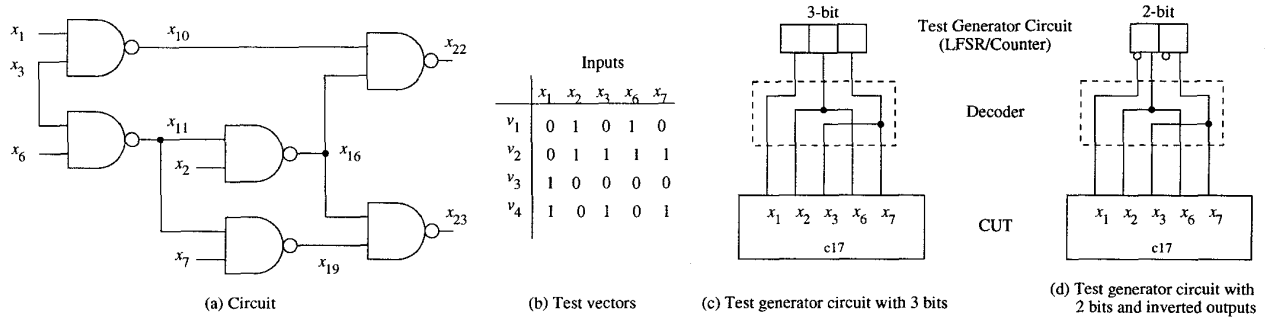 x1
x10
x3
x22
x11
x6
x2
x16
x7
x19
x23
(a) Circuit
Inputs
x1 x2 x3 x6 x7
v1 0 1 0 1 0
v2 0 1 1 1 1
v3 1 0 0 0 0
v4 1 0 1 0 1
(b) Test vectors
3-bit
x1 x2 x3 x6 x7
c17
(c) Test generator circuit with 3 bits
Test Generator Circuit
(LFSR/Counter)
Decoder
CUT
2-bit
x1 x2 x3 x6 x7
c17
(d) Test generator circuit with
2 bits and inverted outputs